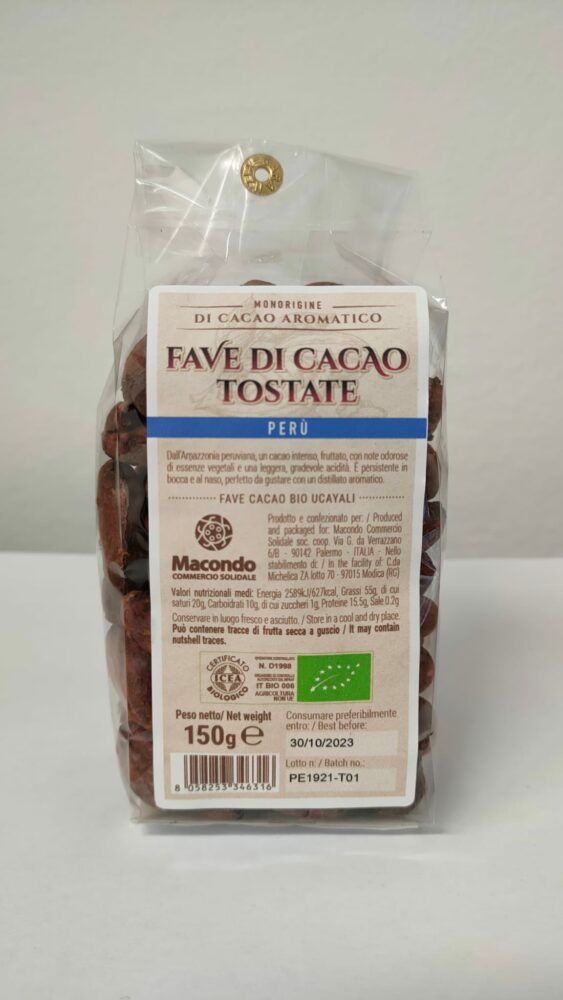 MONORIGINE
DI CACAO AROMATICO
FAVE DI CACAO
TOSTATE
PERÙ
Dall'Amazzonia peruviana, un cacao intenso, fruttato, con note odorose
di essenze vegetali e una leggera, gradevole acidità. È persistente in
bocca e al naso, perfetto da gustare con un distillato aromatico.
FAVE CACAO BIO UCAYALI
Macondo
COMMERCIO SOLIDALE
Prodotto e confezionato per: / Produced
and packaged for: Macondo Commercio
Solidale soc. coop. Via G. da Verrazzano
6/B - 90142 Palermo - ITALIA - Nello
stabilimento di: / In the facility of: C.da
Michelica ZA lotto 70 - 97015 Modica (RG)
Valori nutrizionali medi: Energia 2589kJ/627kcal, Grassi 55g, di cui
saturi 20g, Carboidrati 10g, di cui zuccheri 1g, Proteine 15.5g, Sale 0.2g
Conservare in luogo fresco e asciutto. / Store in a cool and dry place.
Può contenere tracce di frutta secca a guscio / It may contain
nutshell traces.
CERTIFICATO
ICEA
BIOLOGICO
OPERATORE CONTROLLATO
N. D1998
IT BIO 006
AGRICOLTURA
NON UE
Peso netto/ Net weight
150g e
Consumare preferibilmente
entro: / Best before:
30/10/2023
Lotto n: / Batch no.:
PE1921-T01
8 058253 346316